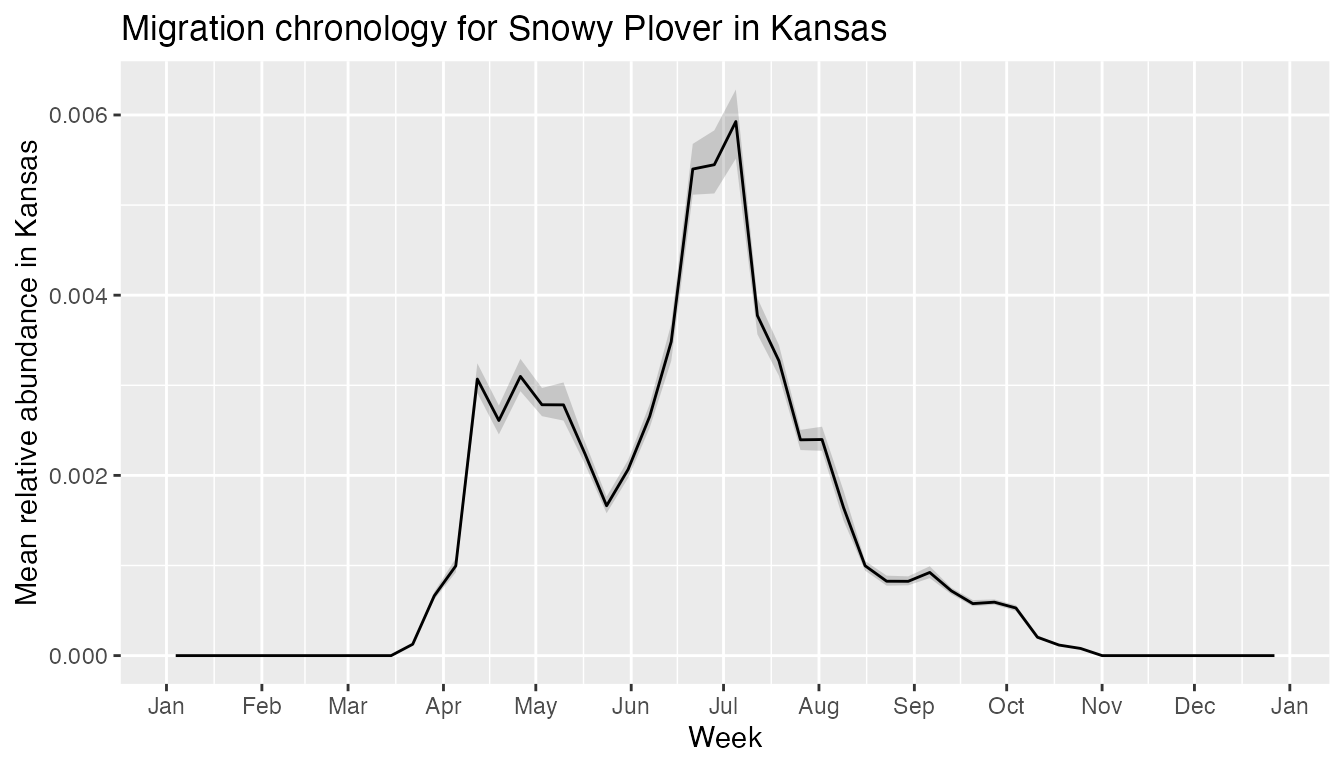 Migration chronology for Snowy Plover in Kansas
Mean relative abundance in Kansas
0.006
0.004
0.002
0.000
Jan Feb Mar Apr May Jun Jul Aug Sep Oct Nov Dec Jan
Week